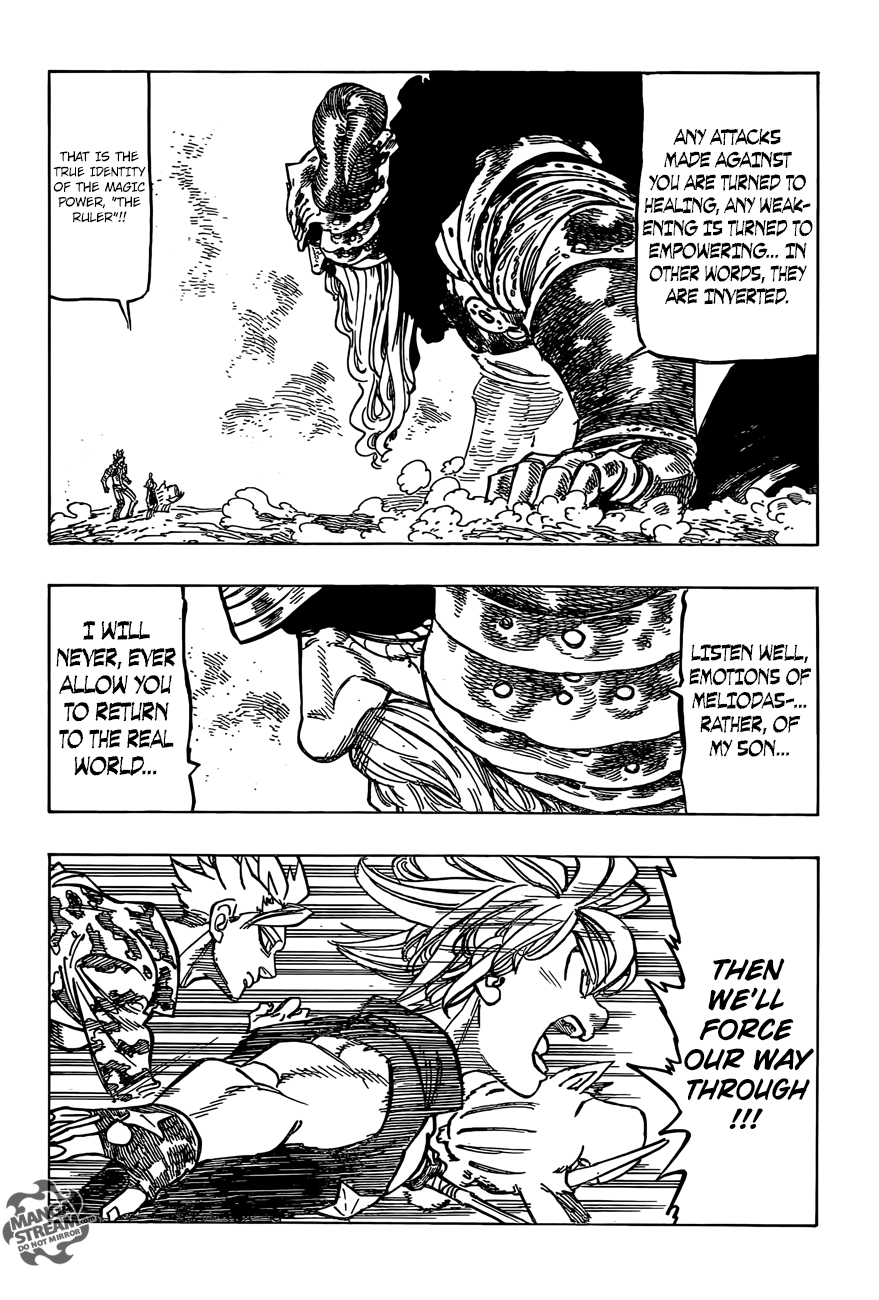 ANY ATTACKS
MADE AGAINST
YOU ARE TURNED TO
HEALING, ANY WEAK-
ENING IS TURNED TO
EMPOWERING... IN
OTHER WORDS, THEY
ARE INVERTED.
THAT IS THE
TRUE IDENTITY
OF THE MAGIC
POWER, "THE
RULER"!!
LISTEN WELL,
EMOTIONS OF
MELIODAS-...
RATHER, OF
MY SON...
I WILL
NEVER, EVER
ALLOW YOU
TO RETURN
TO THE REAL
WORLD...
THEN
WE'LL
FORCE
OUR WAY
THROUGH
!!!
MANGA
STREAM.com
DO NOT MIRROR